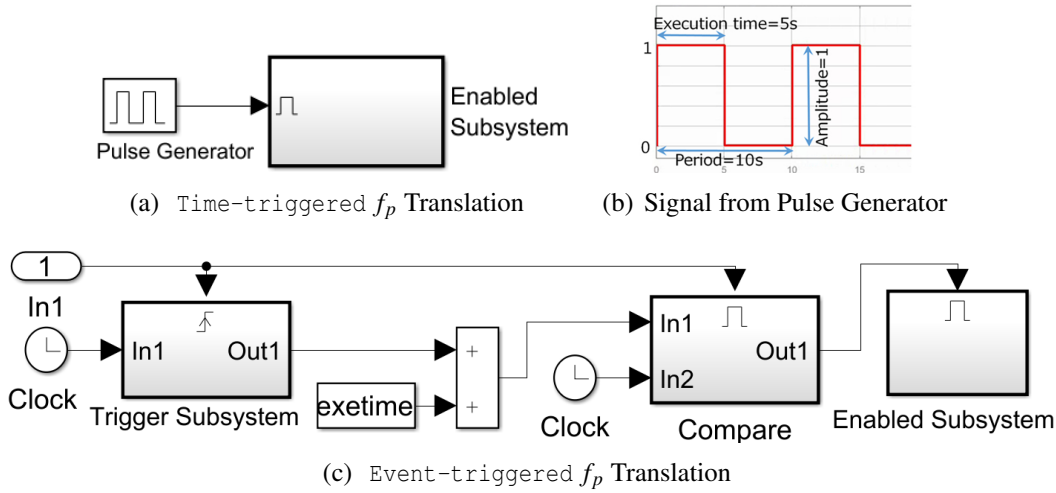 Pulse Generator
Enabled
Subsystem
(a) Time-triggered fp Translation
Execution time=5s
1
Amplitude=1
0
Period=10s
0 5 10 15
(b) Signal from Pulse Generator
1
In1
Clock
In1
Out1
Trigger Subsystem
exetime
+
+
Clock
In1
In2
Out1
Compare
Enabled Subsystem
(c) Event-triggered fp Translation